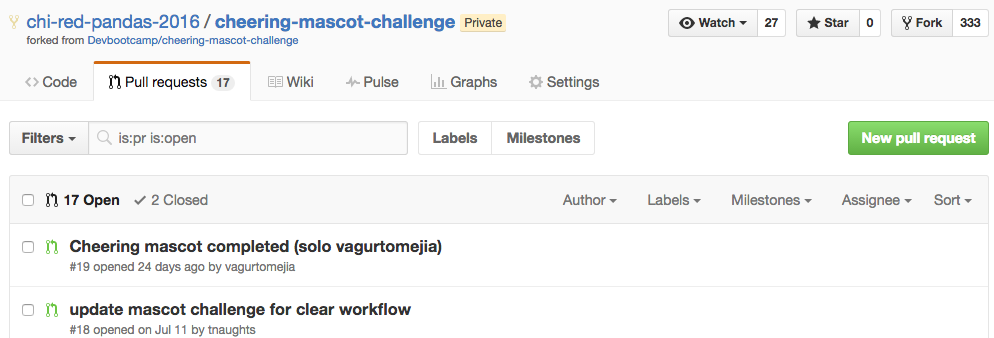 chi-red-pandas-2016 / cheering-mascot-challenge Private Watch 27 Star 0 Fork 333
forked from Devbootcamp/cheering-mascot-challenge
Code Pull requests 17 Wiki Pulse Graphs Settings
Filters is:pr is:open Labels Milestones New pull request
17 Open 2 Closed Author Labels Milestones Assignee Sort
Cheering mascot completed (solo vagurtomejia)
#19 opened 24 days ago by vagurtomejia
update mascot challenge for clear workflow
#18 opened on Jul 11 by tnaughts